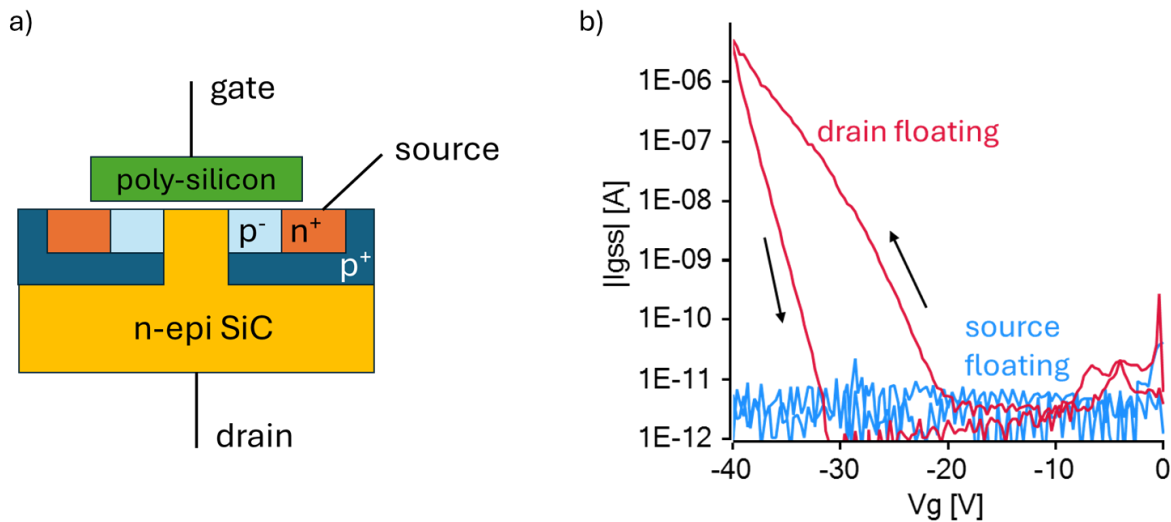 a)
gate
source
poly-silicon
p- n+
p+
n-epi SiC
drain
b)
|Igss| [A]
1E-06
1E-07
1E-08
1E-09
1E-10
1E-11
1E-12
drain floating
source
floating
-40 -30 -20 -10 0
Vg [V]